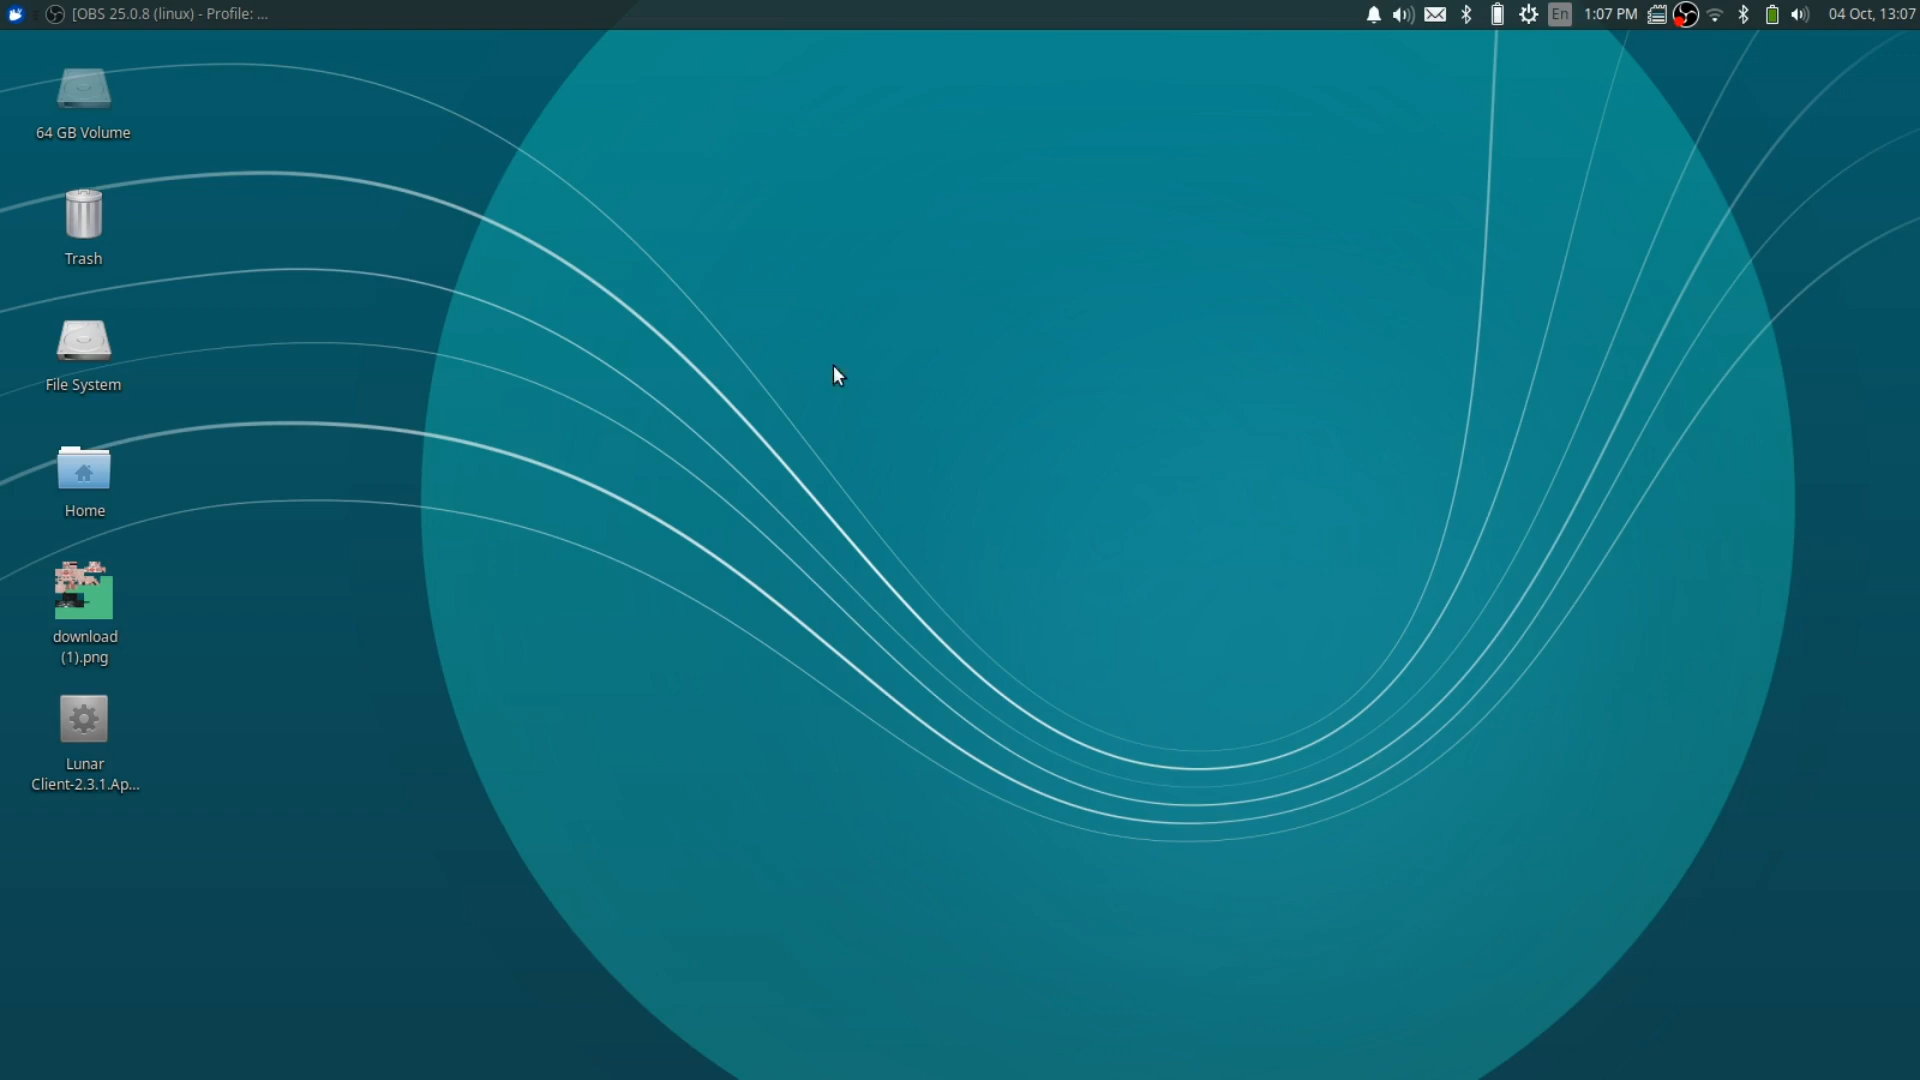 [OBS 25.0.8 (linux) - Profile: ...
En 1:07 PM 04 Oct, 13:07
64 GB Volume
Trash
File System
Home
download
(1).png
Lunar
Client-2.3.1.Ap...